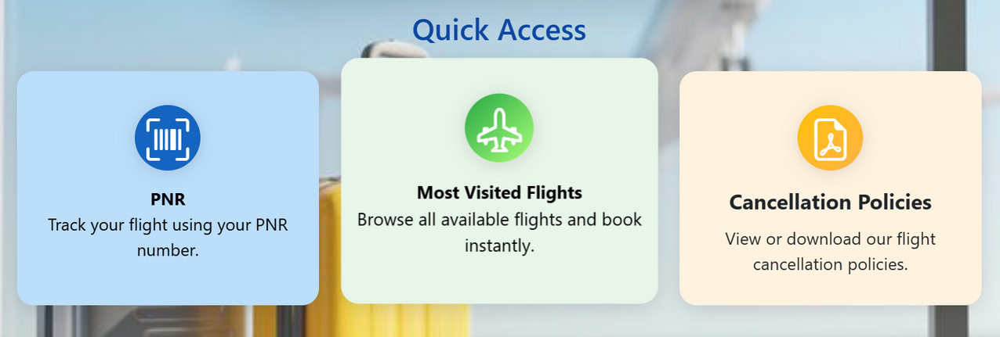 Quick Access
PNR
Track your flight using your PNR
number.
Most Visited Flights
Browse all available flights and book
instantly.
Cancellation Policies
View or download our flight
cancellation policies.